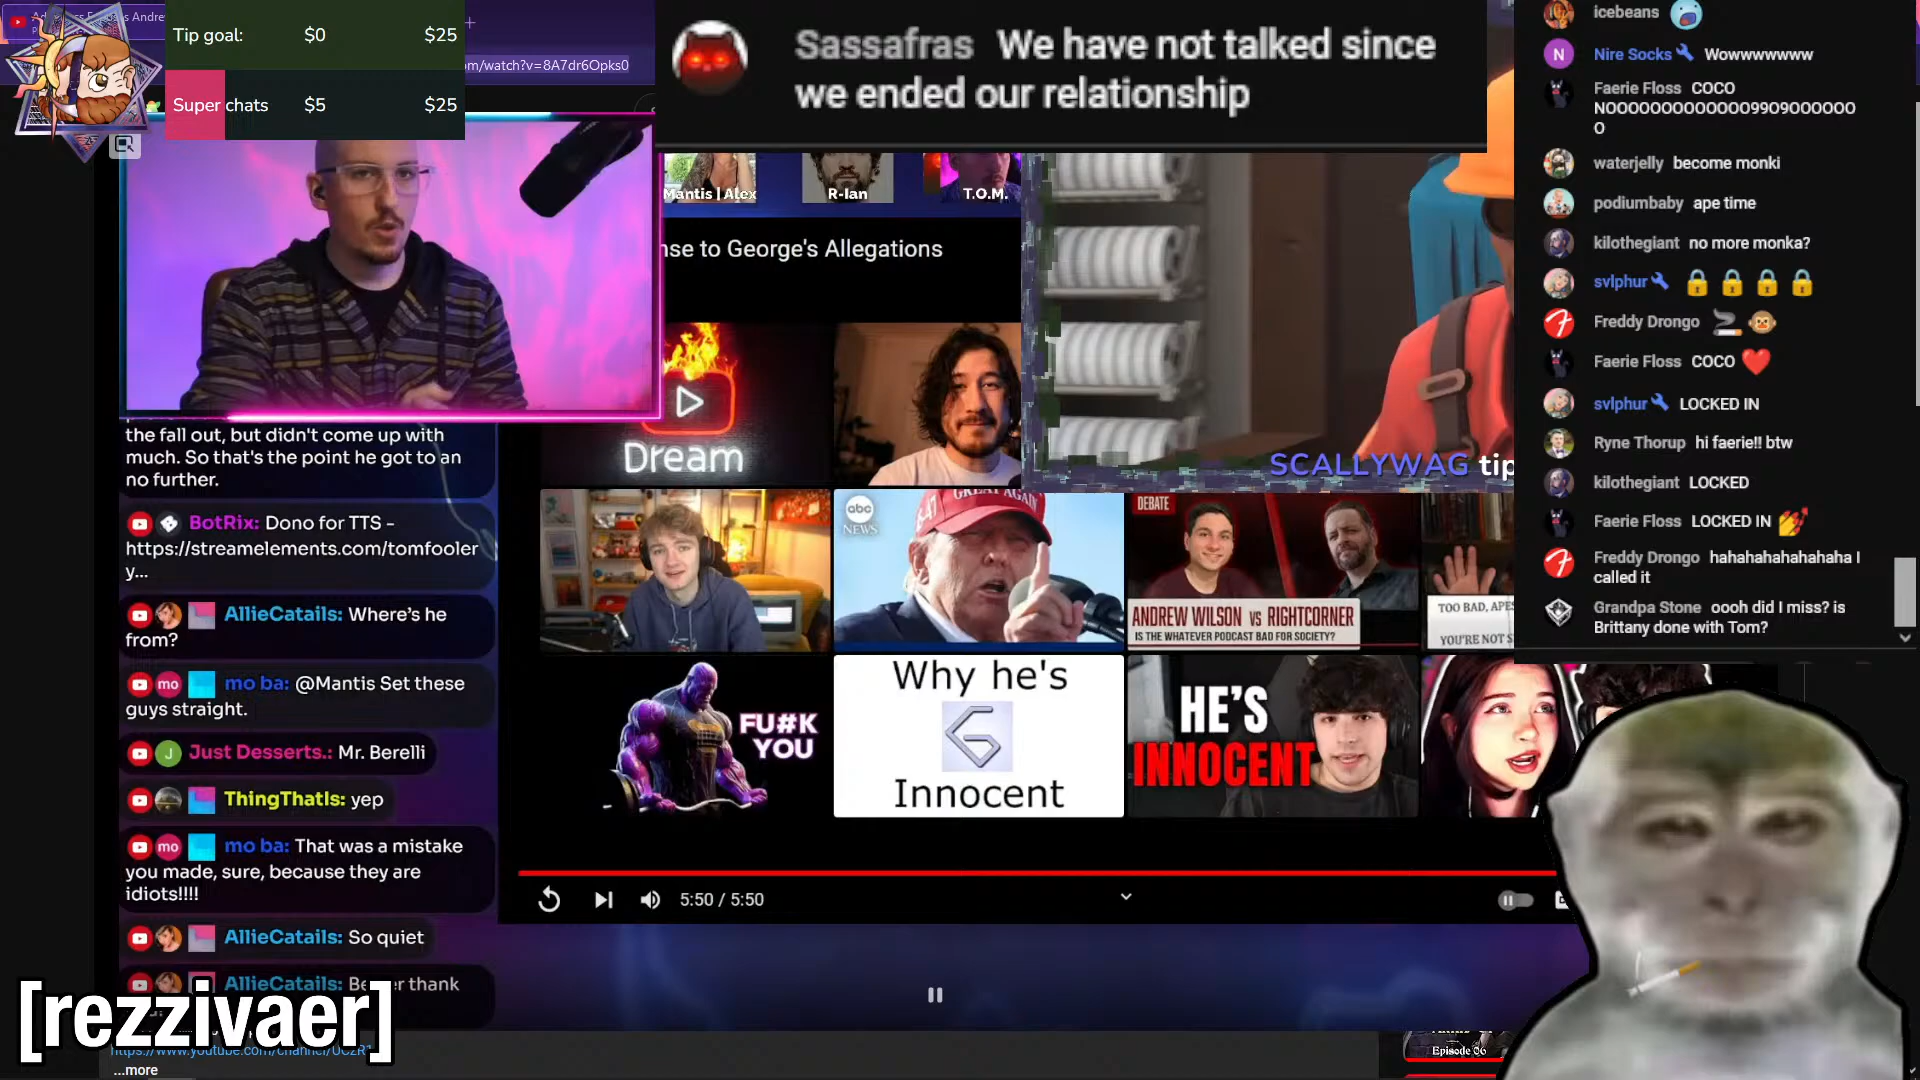 Tip goal: $0 $25
Super chats $5 $25
om/watch?v=8A7dr6Opks0
Sassafras We have not talked since
we ended our relationship
icebeans
Nire Socks Wowwwwwww
Faerie Floss COCO
NOOOOOOOOOOOOO99O9OOOOOO
O
waterjelly become monki
podiumbaby ape time
kilothegiant no more monka?
svlphur
Freddy Drongo
Faerie Floss COCO
svlphur LOCKED IN
Ryne Thorup hi faerie!! btw
kilothegiant LOCKED
Faerie Floss LOCKED IN
Freddy Drongo hahahahahahahaha I
called it
Grandpa Stone oooh did I miss? is
Brittany done with Tom?
Mantis | Alex
R-Ian
T.O.M.
nse to George's Allegations
Dream
SCALLYWAG tip
the fall out, but didn't come up with
much. So that's the point he got to an
no further.
BotRix: Dono for TTS -
https://streamelements.com/tomfooler
y...
AllieCatails: Where's he
from?
mo ba: @Mantis Set these
guys straight.
Just Desserts.: Mr. Berelli
ThingThatIs: yep
mo ba: That was a mistake
you made, sure, because they are
idiots!!!!
AllieCatails: So quiet
AllieCatails: thank
abc
NEWS
GREAT AGAIN
DEBATE
ANDREW WILSON VS RIGHTCORNER
IS THE WHATEVER PODCAST BAD FOR SOCIETY?
TOO BAD, APES
YOU'RE NOT S
FU#K
YOU
Why he's
Innocent
HE'S
INNOCENT
5:50 / 5:50
[rezzivaer]
...more
Episode 06